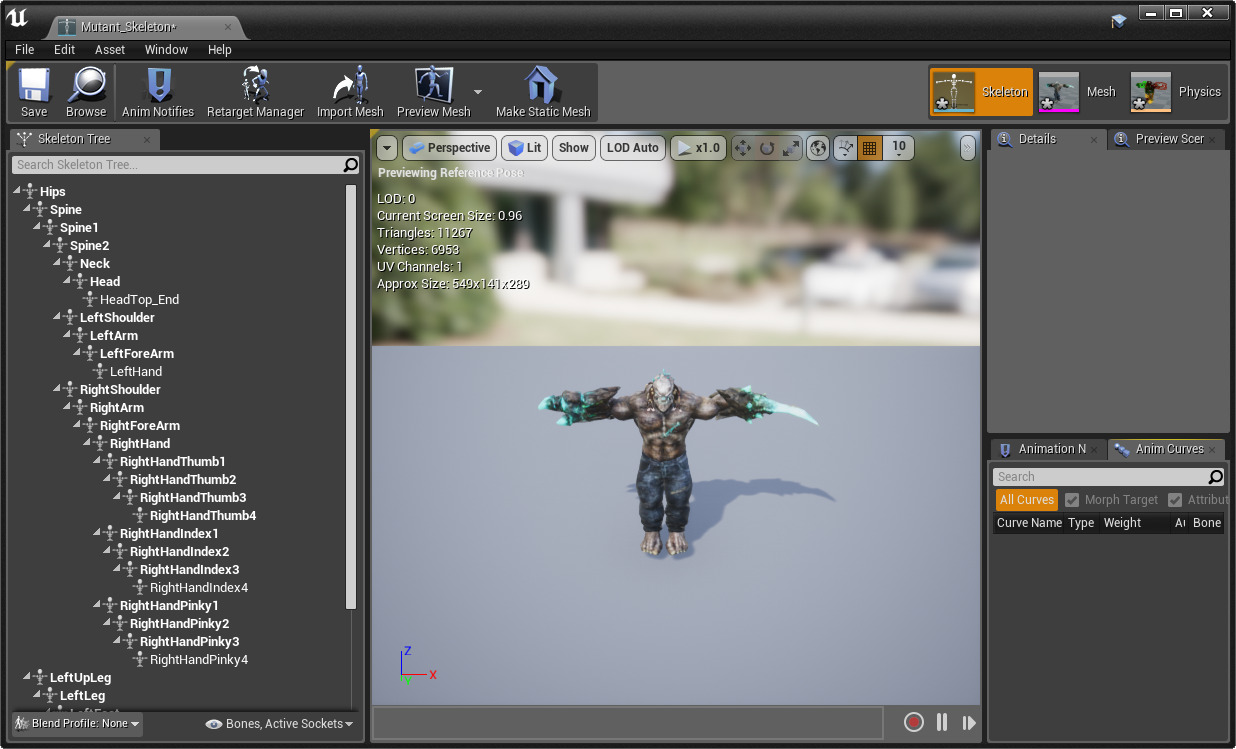 Mutant_Skeleton*
File Edit Asset Window Help
Save Browse Anim Notifies Retarget Manager Import Mesh Preview Mesh Make Static Mesh
Skeleton Mesh Physics
Skeleton Tree
Search Skeleton Tree...
Hips
Spine
Spine1
Spine2
Neck
Head
HeadTop_End
LeftShoulder
LeftArm
LeftForeArm
LeftHand
RightShoulder
RightArm
RightForeArm
RightHand
RightHandThumb1
RightHandThumb2
RightHandThumb3
RightHandThumb4
RightHandIndex1
RightHandIndex2
RightHandIndex3
RightHandIndex4
RightHandPinky1
RightHandPinky2
RightHandPinky3
RightHandPinky4
LeftUpLeg
LeftLeg
Blend Profile: None Bones, Active Sockets
Perspective Lit Show LOD Auto x1.0 10
Previewing Reference Pose
LOD: 0
Current Screen Size: 0.96
Triangles: 11267
Vertices: 6953
UV Channels: 1
Approx Size: 549x141x289
Z
X
Y
Details Preview Scer
Animation N Anim Curves
Search
All Curves Morph Target Attribut
Curve Name Type Weight Au Bone